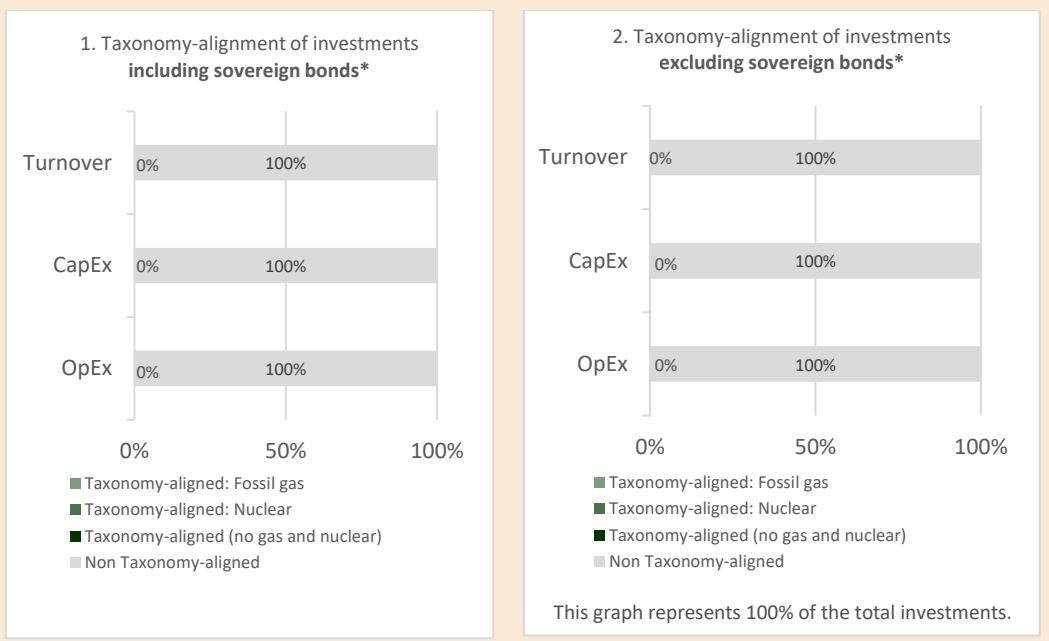 1. Taxonomy-alignment of investments
including sovereign bonds*
Turnover
0%
100%
CapEx
0%
100%
OpEx
0%
100%
0%
50%
100%
Taxonomy-aligned: Fossil gas
Taxonomy-aligned: Nuclear
Taxonomy-aligned (no gas and nuclear)
Non Taxonomy-aligned
2. Taxonomy-alignment of investments
excluding sovereign bonds*
Turnover
0%
100%
CapEx
0%
100%
OpEx
0%
100%
0%
50%
100%
Taxonomy-aligned: Fossil gas
Taxonomy-aligned: Nuclear
Taxonomy-aligned (no gas and nuclear)
Non Taxonomy-aligned
This graph represents 100% of the total investments.